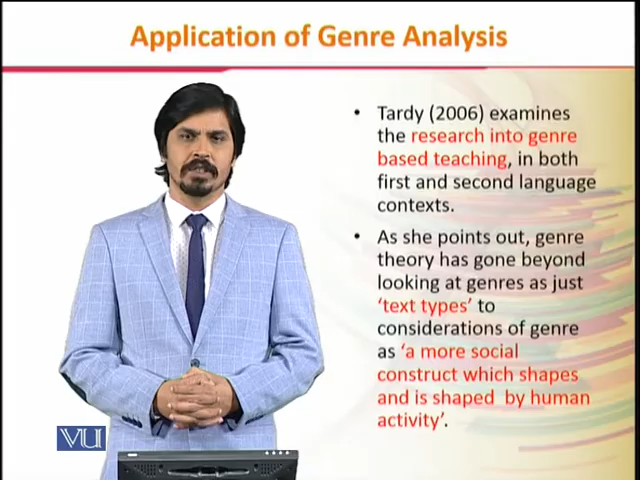 Application of Genre Analysis
• Tardy (2006) examines
the research into genre
based teaching, in both
first and second language
contexts.
• As she points out, genre
theory has gone beyond
looking at genres as just
‘text types’ to
considerations of genre
as ‘a more social
construct which shapes
and is shaped by human
activity’.
VU